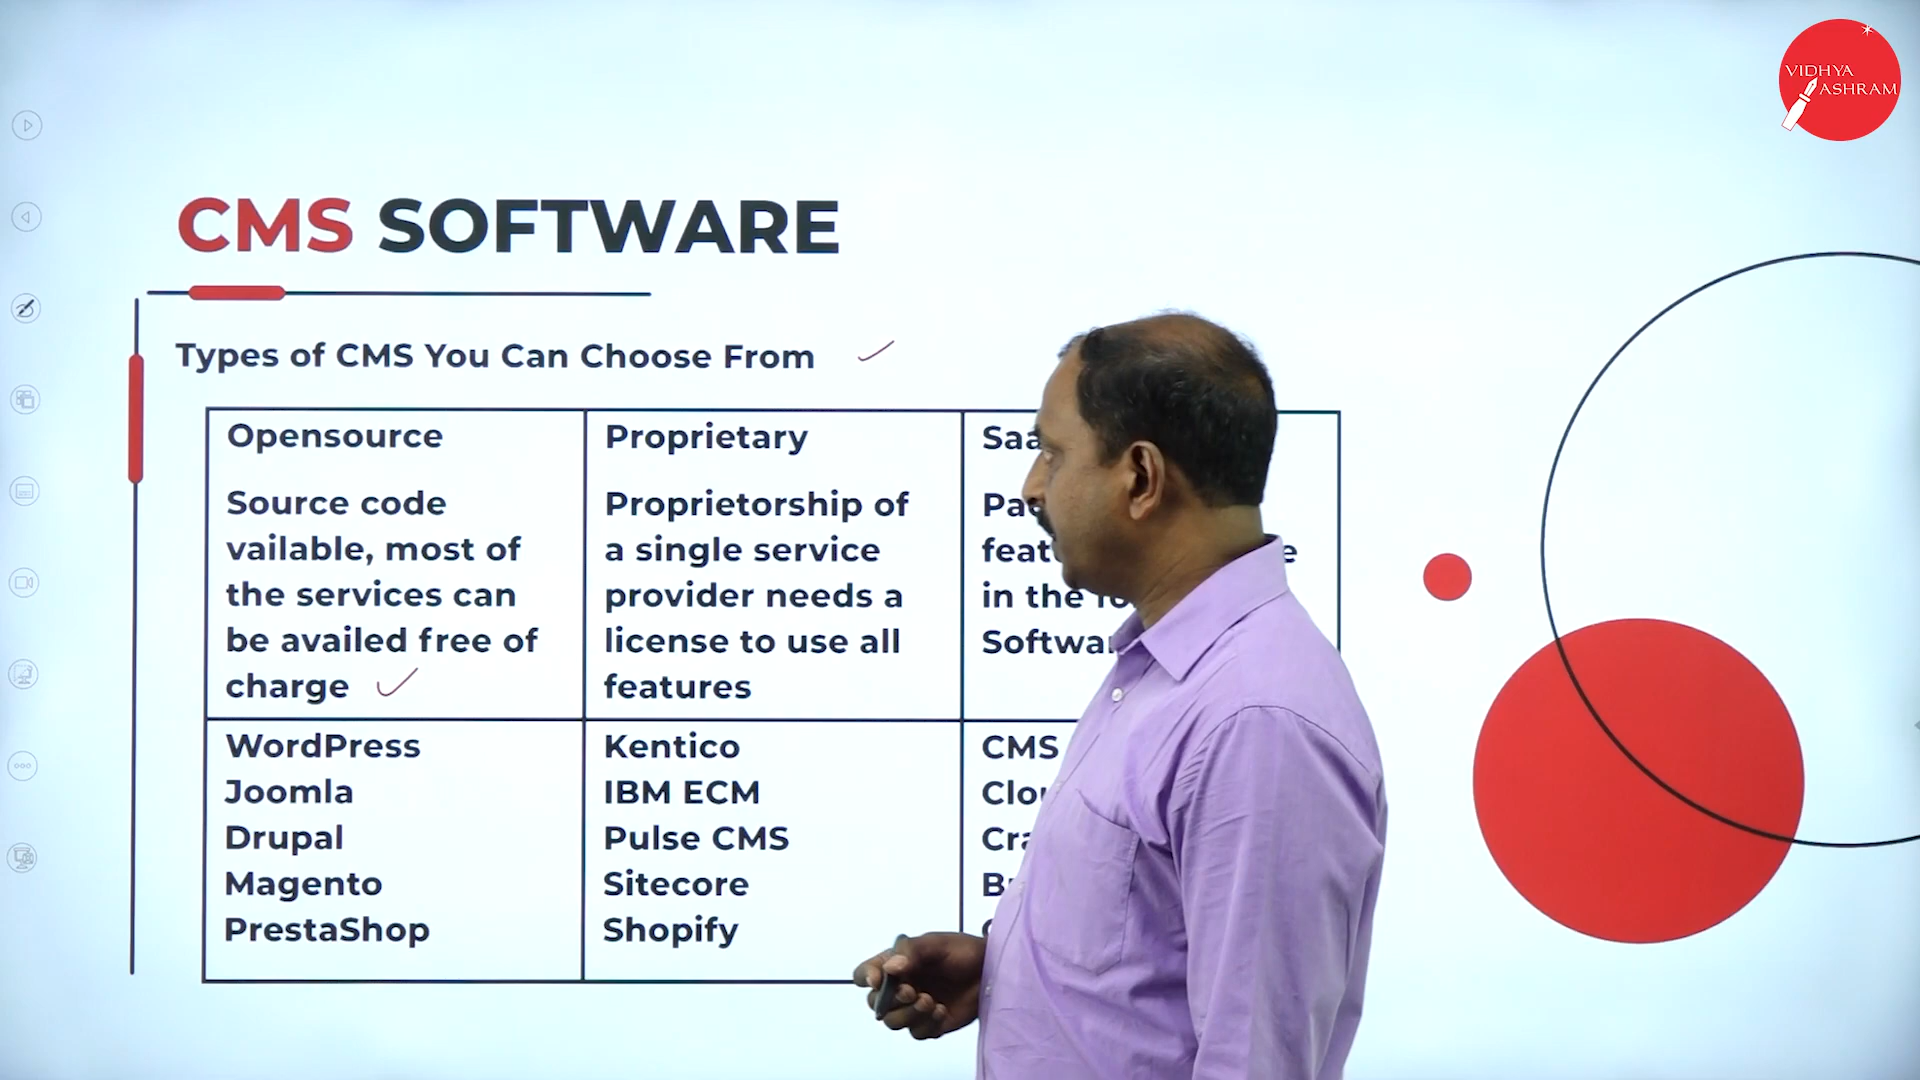 VIDHYA
ASHRAM
CMS SOFTWARE
Types of CMS You Can Choose From
Opensource
Source code
vailable, most of
the services can
be availed free of
charge
Proprietary
Proprietorship of
a single service
provider needs a
license to use all
features
in the
WordPress
Joomla
Drupal
Magento
PrestaShop
Kentico
IBM ECM
Pulse CMS
Sitecore
Shopify
CMS